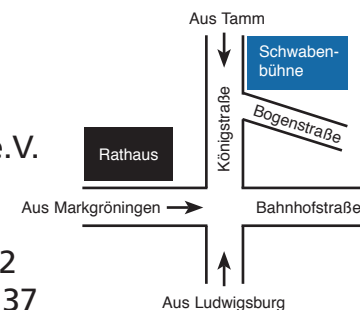 Aus Tamm
Schwaben-
bühne
Königstraße
Bogenstraße
e.V.
Rathaus
Aus Markgröningen
Bahnhofstraße
2
37
Aus Ludwigsburg